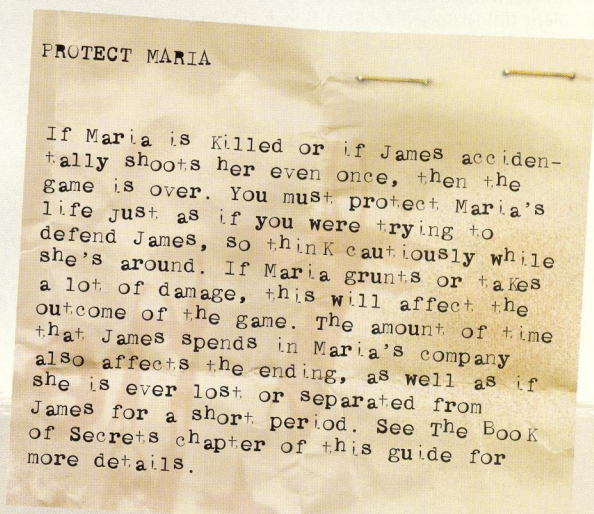 PROTECT MARIA
If Maria is Killed or if James acciden-
tally shoots her even once, then the
game is over. You must protect Maria's
life just as if you were trying to
defend James, so think cautiously while
she's around. If Maria grunts or takes
a lot of damage, this will affect the
outcome of the game. The amount of time
that James spends in Maria's company
also affects the ending, as well as if
she is ever lost or separated from
James for a short period. See The Book
of Secrets chapter of this guide for
more details.